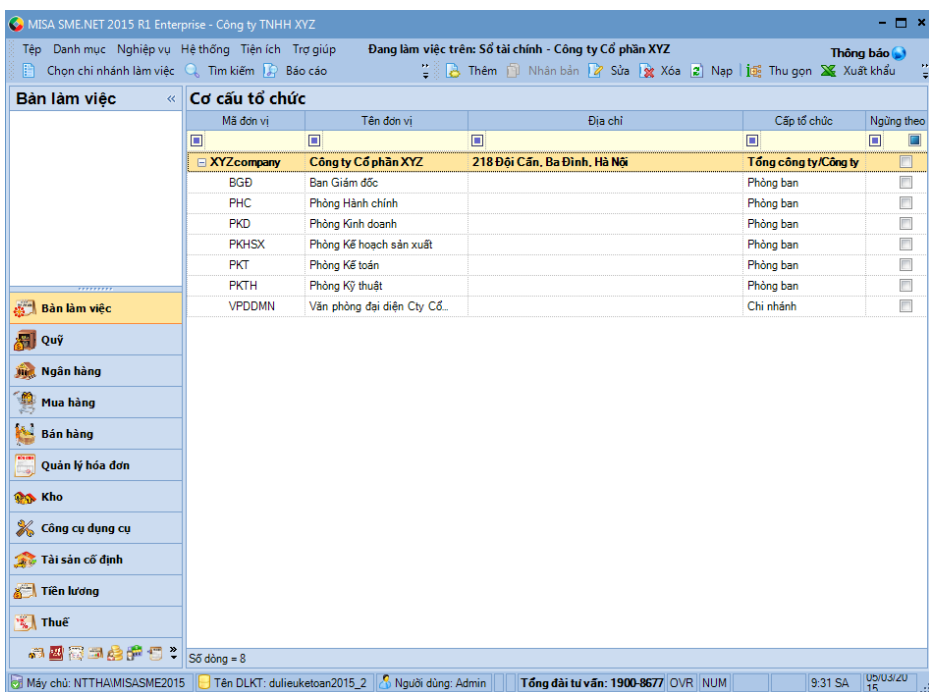 MISA SME.NET 2015 R1 Enterprise - Công ty TNHH XYZ
Tệp Danh mục Nghiệp vụ Hệ thống Tiện ích Trợ giúp Đang làm việc trên: Sổ tài chính - Công ty Cổ phần XYZ Thông báo
Chọn chi nhánh làm việc Tìm kiếm Báo cáo Thêm Nhân bản Sửa Xóa Nạp Thu gọn Xuất khẩu
Bàn làm việc « Cơ cấu tổ chức
Mã đơn vị Tên đơn vị Địa chỉ Cấp tổ chức Ngừng theo
XYZcompany Công ty Cổ phần XYZ 218 Đội Cấn, Ba Đình, Hà Nội Tổng công ty/Công ty
BGĐ Ban Giám đốc Phòng ban
PHC Phòng Hành chính Phòng ban
PKD Phòng Kinh doanh Phòng ban
PKHSX Phòng Kế hoạch sản xuất Phòng ban
PKT Phòng Kế toán Phòng ban
PKTH Phòng Kỹ thuật Phòng ban
VPDDMN Văn phòng đại diện Cty Cổ... Chi nhánh
Bàn làm việc
Quỹ
Ngân hàng
Mua hàng
Bán hàng
Quản lý hóa đơn
Kho
Công cụ dụng cụ
Tài sản cố định
Tiền lương
Thuế
Số dòng = 8
Máy chủ: NTTHA\MISASME2015 Tên DLKT: dulieuketoan2015_2 Người dùng: Admin Tổng đài tư vấn: 1900-8677 OVR NUM 9:31 SA 05/03/20
15